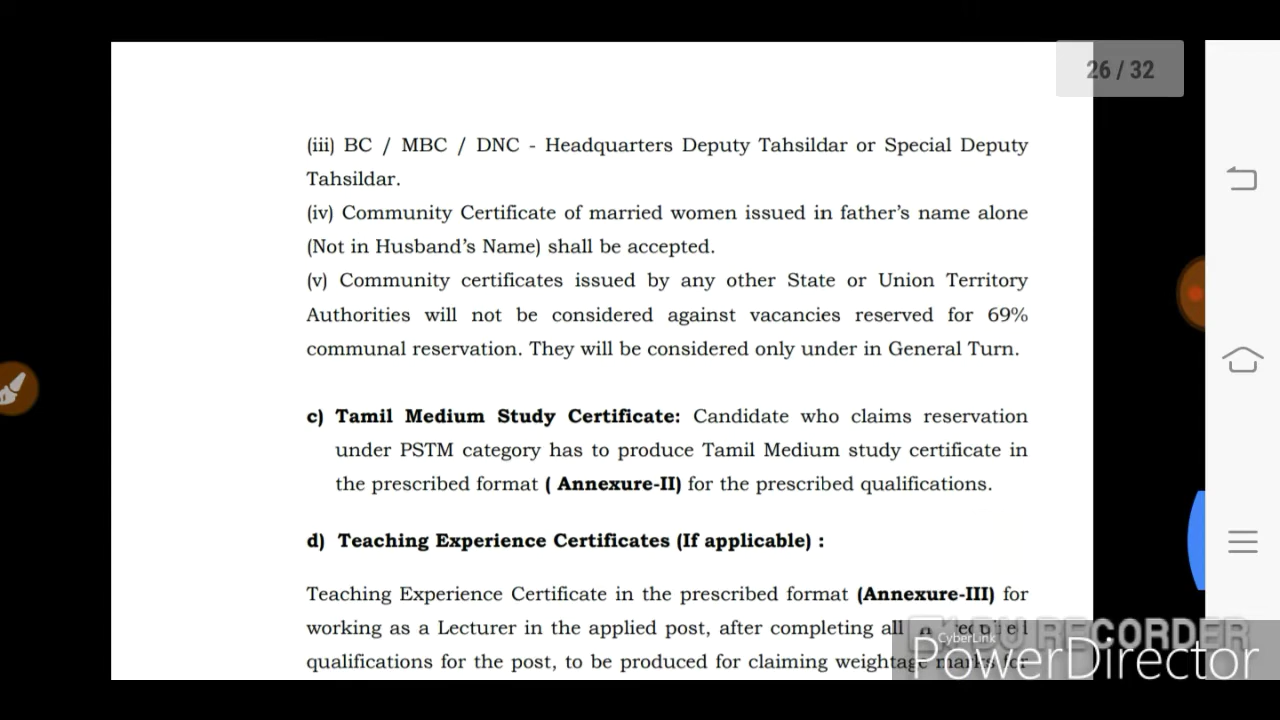 26 / 32
(iii) BC / MBC / DNC - Headquarters Deputy Tahsildar or Special Deputy
Tahsildar.
(iv) Community Certificate of married women issued in father's name alone
(Not in Husband's Name) shall be accepted.
(v) Community certificates issued by any other State or Union Territory
Authorities will not be considered against vacancies reserved for 69%
communal reservation. They will be considered only under in General Turn.
c) Tamil Medium Study Certificate: Candidate who claims reservation
under PSTM category has to produce Tamil Medium study certificate in
the prescribed format ( Annexure-II) for the prescribed qualifications.
d) Teaching Experience Certificates (If applicable) :
Teaching Experience Certificate in the prescribed format (Annexure-III) for
working as a Lecturer in the applied post, after completing all
qualifications for the post, to be produced for claiming weightage marks for
DU RECORDER
CyberLink
PowerDirector